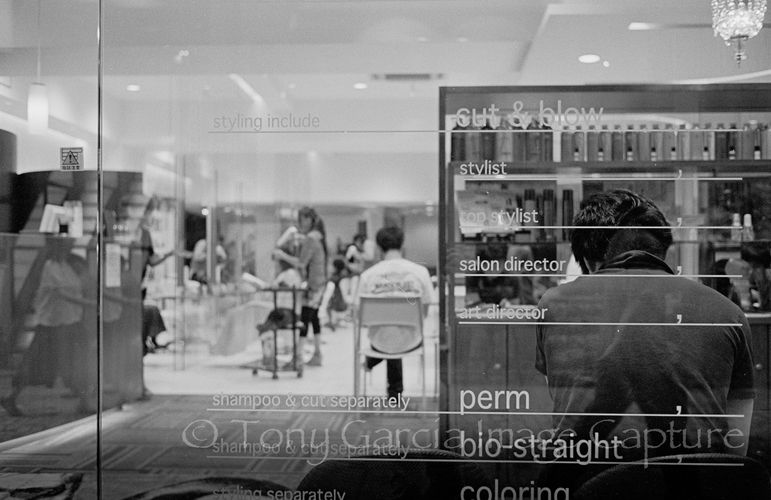 styling include cut & blow
stylist ,
top stylist ,
salon director ,
art director ,
shampoo & cut separately perm ,
© Tony Garcia Image Capture
shampoo & cut separately bio-straight ,
styling separately coloring